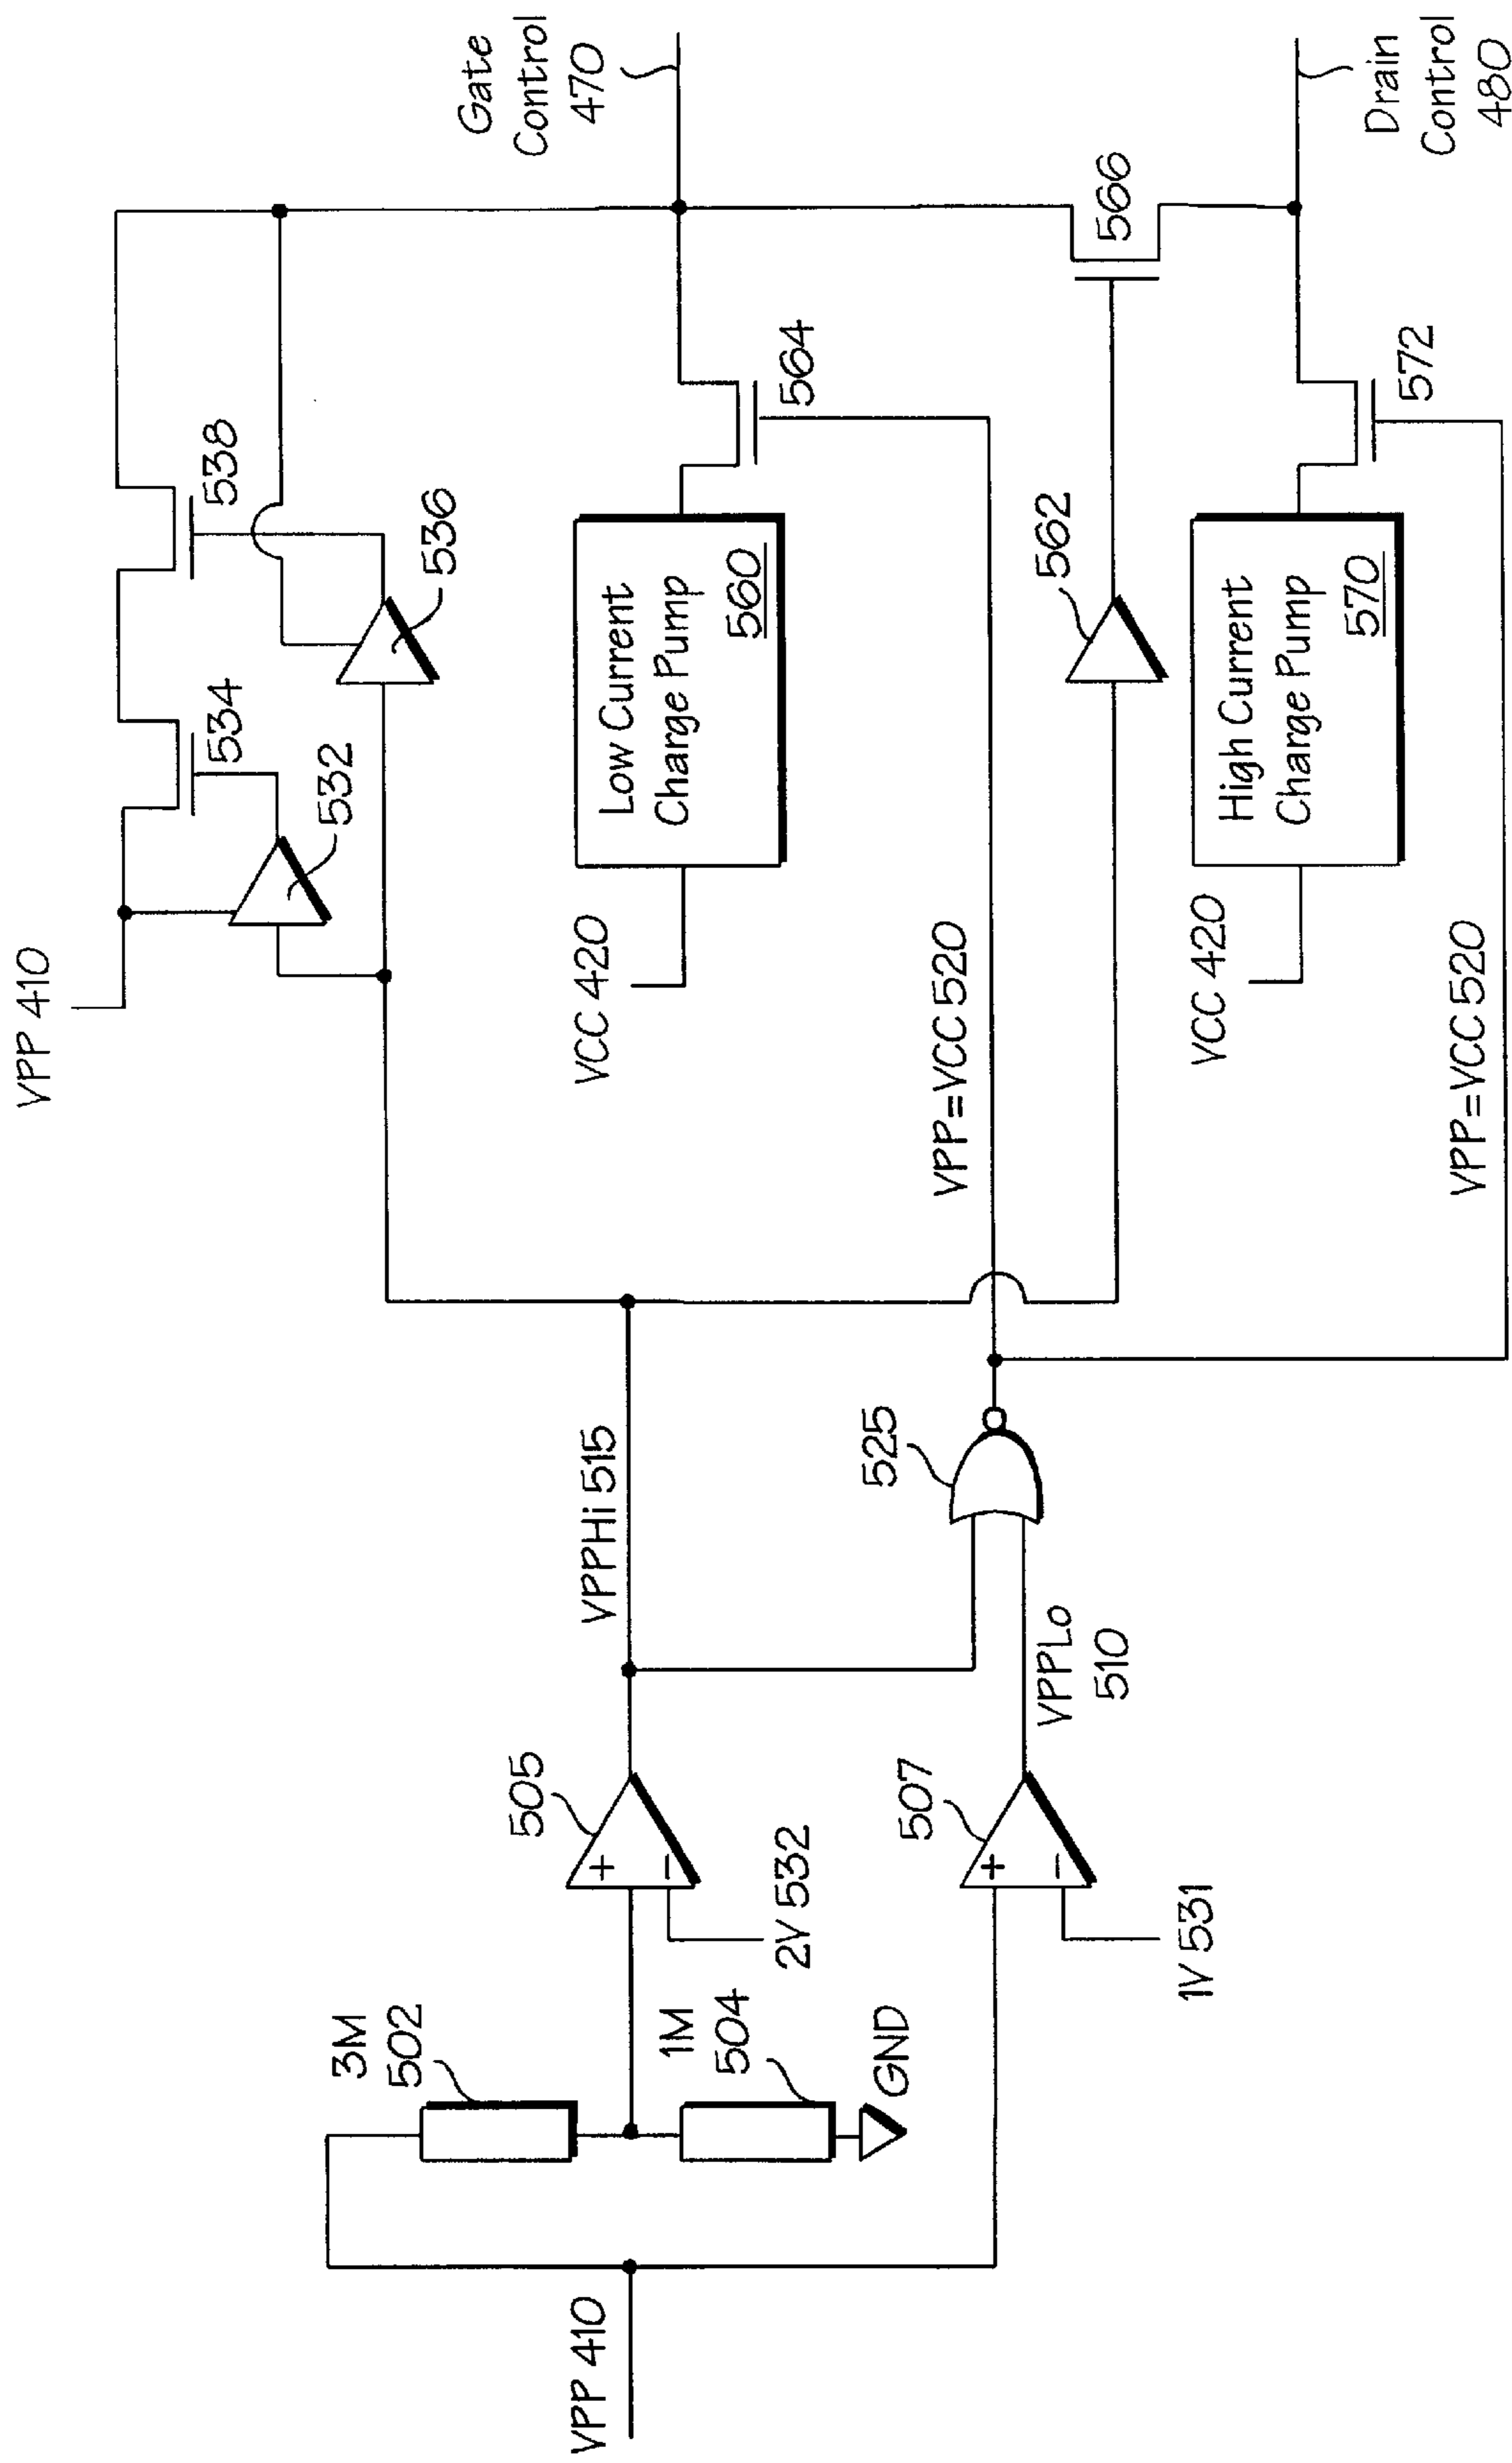 VPP 410
3M
502
1M
504
GND
505
+
−
2V 532
507
+
−
1V 531
VPPHi 515
VPPLo
510
525
VPP 410
532
534
536
538
VCC 420
Low Current
Charge Pump
560
564
VPP=VCC 520
562
566
VCC 420
High Current
Charge Pump
570
572
VPP=VCC 520
Gate
Control
470
Drain
Control
480